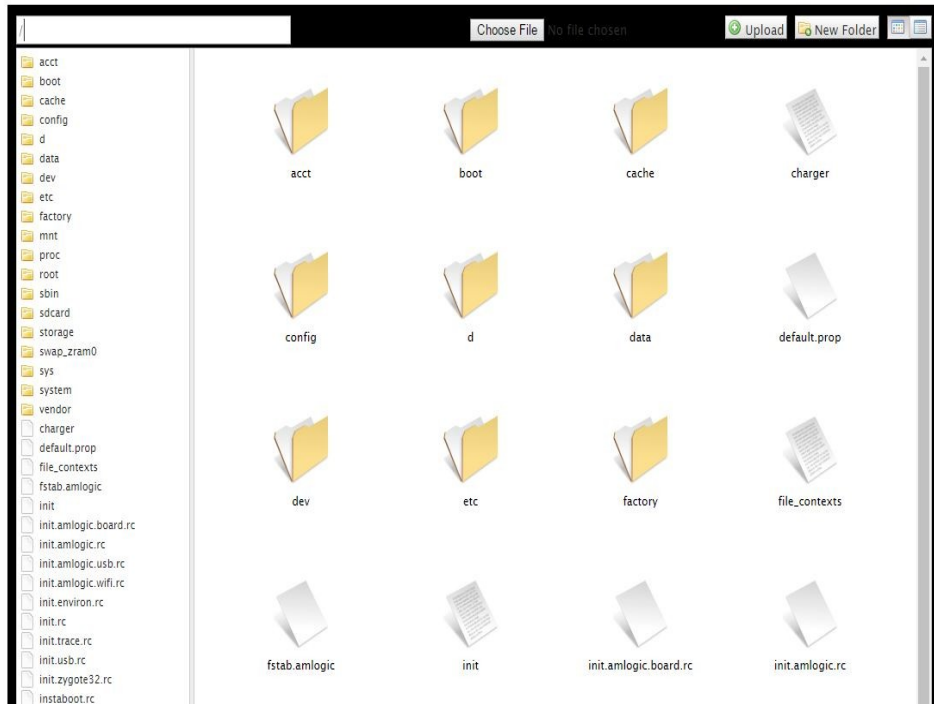 /
Choose File No file chosen
Upload
New Folder
acct
boot
cache
config
d
data
dev
etc
factory
mnt
proc
root
sbin
sdcard
storage
swap_zram0
sys
system
vendor
charger
default.prop
file_contexts
fstab.amlogic
init
init.amlogic.board.rc
init.amlogic.rc
init.amlogic.usb.rc
init.amlogic.wifi.rc
init.environ.rc
init.rc
init.trace.rc
init.usb.rc
init.zygote32.rc
instaboot.rc
acct boot cache charger
config d data default.prop
dev etc factory file_contexts
fstab.amlogic init init.amlogic.board.rc init.amlogic.rc